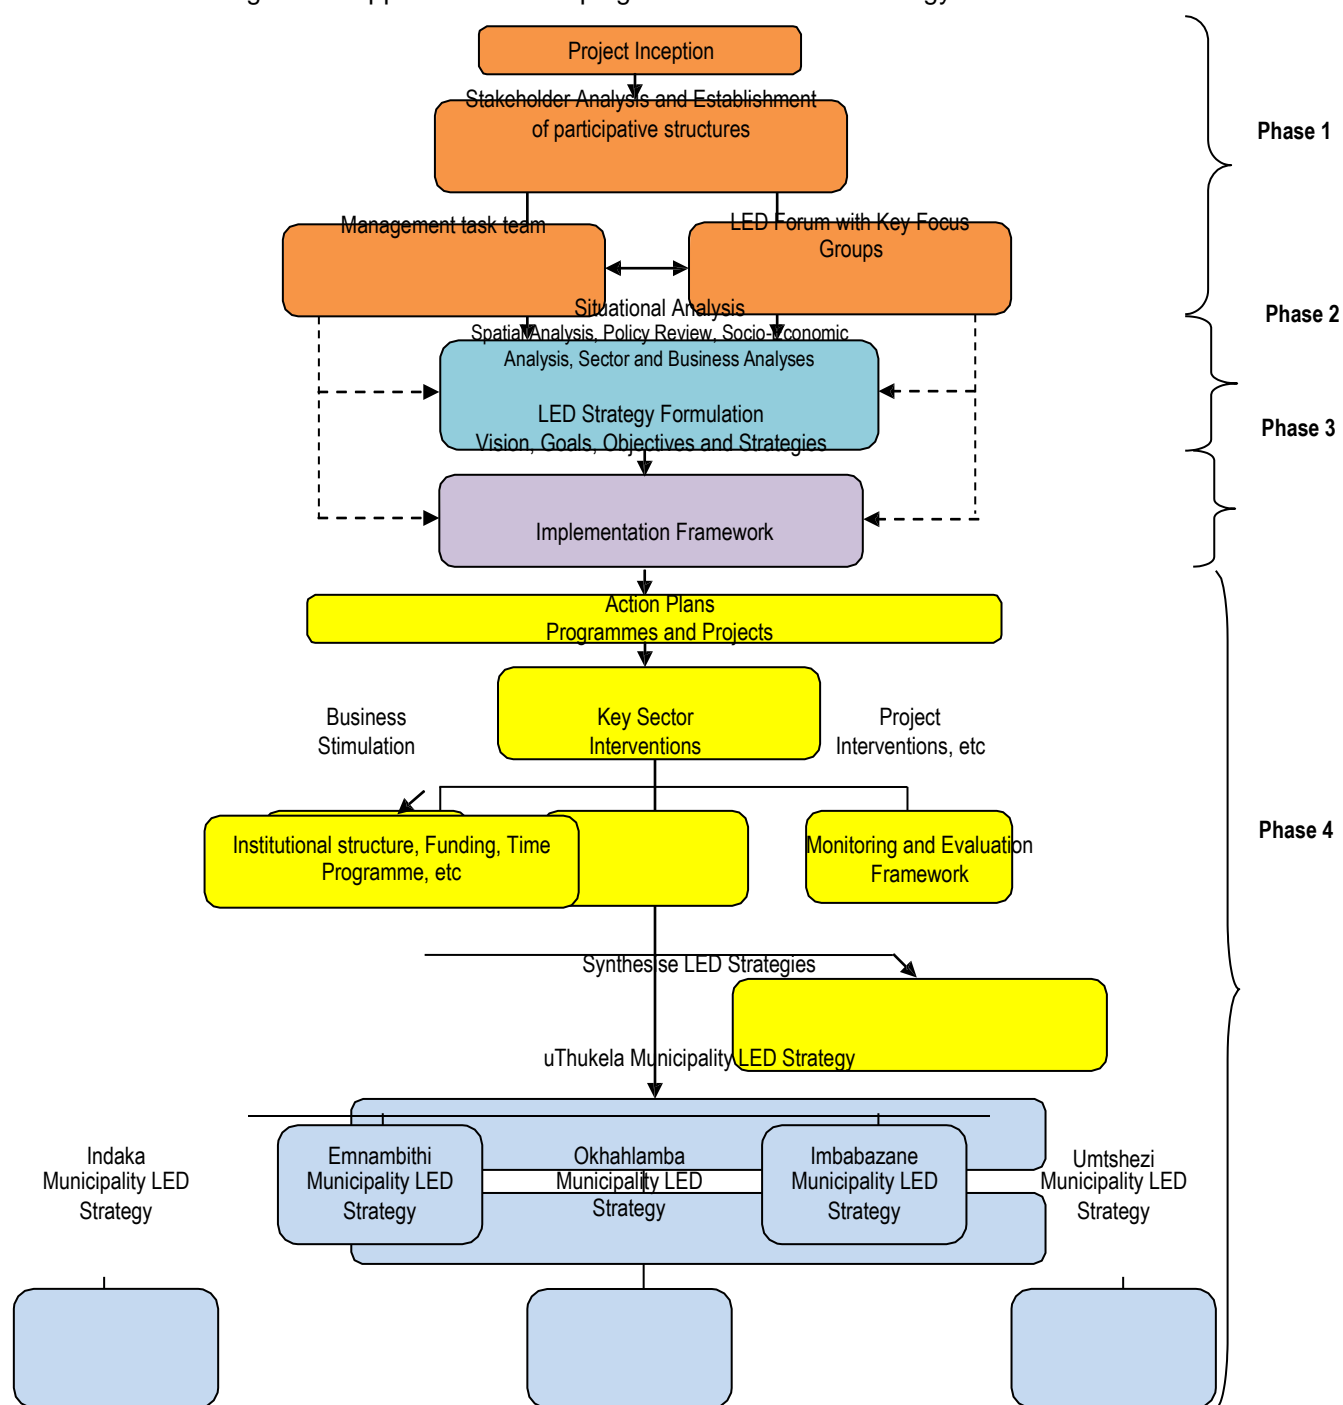 Project Inception
Stakeholder Analysis and Establishment
of participative structures
Phase 1
Management task team
LED Forum with Key Focus
Groups
Situational Analysis
Phase 2
Spatial Analysis, Policy Review, Socio-Economic
Analysis, Sector and Business Analyses
LED Strategy Formulation
Phase 3
Vision, Goals, Objectives and Strategies
Implementation Framework
Action Plans
Programmes and Projects
Business
Stimulation
Key Sector
Interventions
Project
Interventions, etc
Institutional structure, Funding, Time
Programme, etc
Monitoring and Evaluation
Framework
Phase 4
Synthesise LED Strategies
uThukela Municipality LED Strategy
Indaka
Municipality LED
Strategy
Emnambithi
Municipality LED
Strategy
Okhahlamba
Municipality LED
Strategy
Imbabazane
Municipality LED
Strategy
Umtshezi
Municipality LED
Strategy